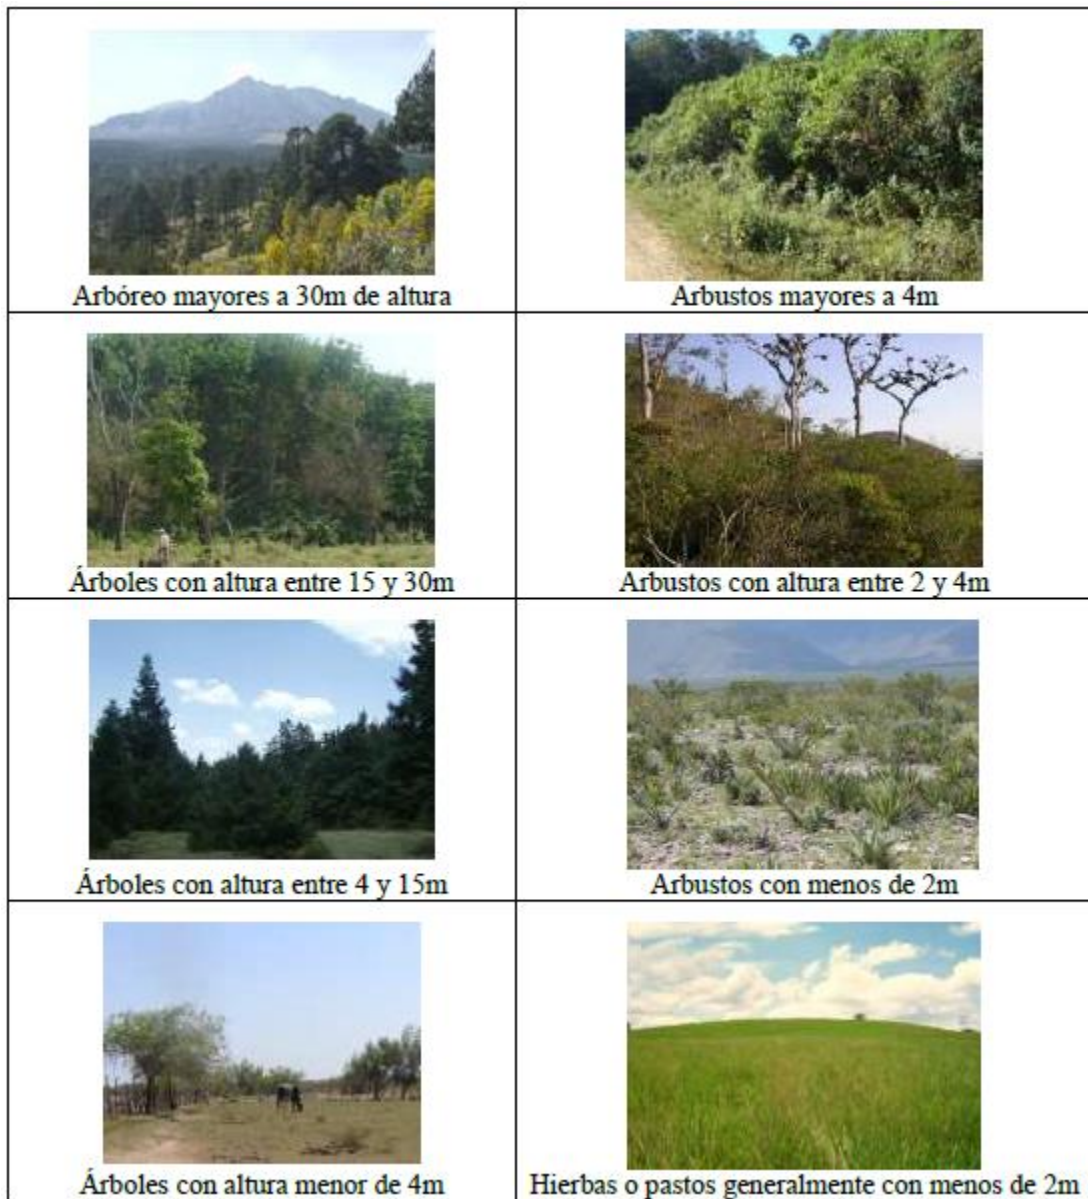 Arbóreo mayores a 30m de altura
Arbustos mayores a 4m
Árboles con altura entre 15 y 30m
Arbustos con altura entre 2 y 4m
Árboles con altura entre 4 y 15m
Arbustos con menos de 2m
Árboles con altura menor de 4m
Hierbas o pastos generalmente con menos de 2m